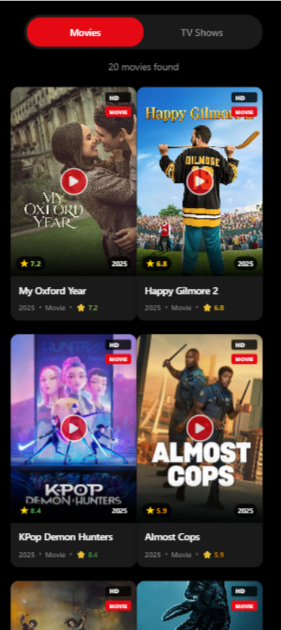 Movies
TV Shows
20 movies found
HD
MOVIE
MY
OXFORD
YEAR
7.2
2025
HD
MOVIE
Happy Gilmore
GILMORE
6.8
2025
My Oxford Year
2025 • Movie • 7.2
Happy Gilmore 2
2025 • Movie • 6.8
HD
MOVIE
KPOP
DEMON HUNTERS
8.4
2025
HD
MOVIE
ALMOST
COPS
5.9
2025
KPop Demon Hunters
2025 • Movie • 8.4
Almost Cops
2025 • Movie • 5.9
HD
MOVIE
HD
MOVIE